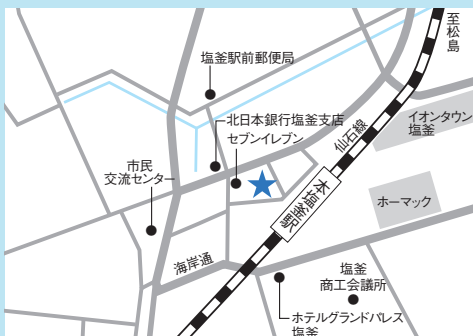 至松島
塩釜駅前郵便局
北日本銀行塩釜支店
セブンイレブン
仙石線
イオンタウン
塩釜
市民
交流センター
本塩釜駅
ホーマック
海岸通
塩釜
商工会議所
ホテルグランドパレス
塩釜